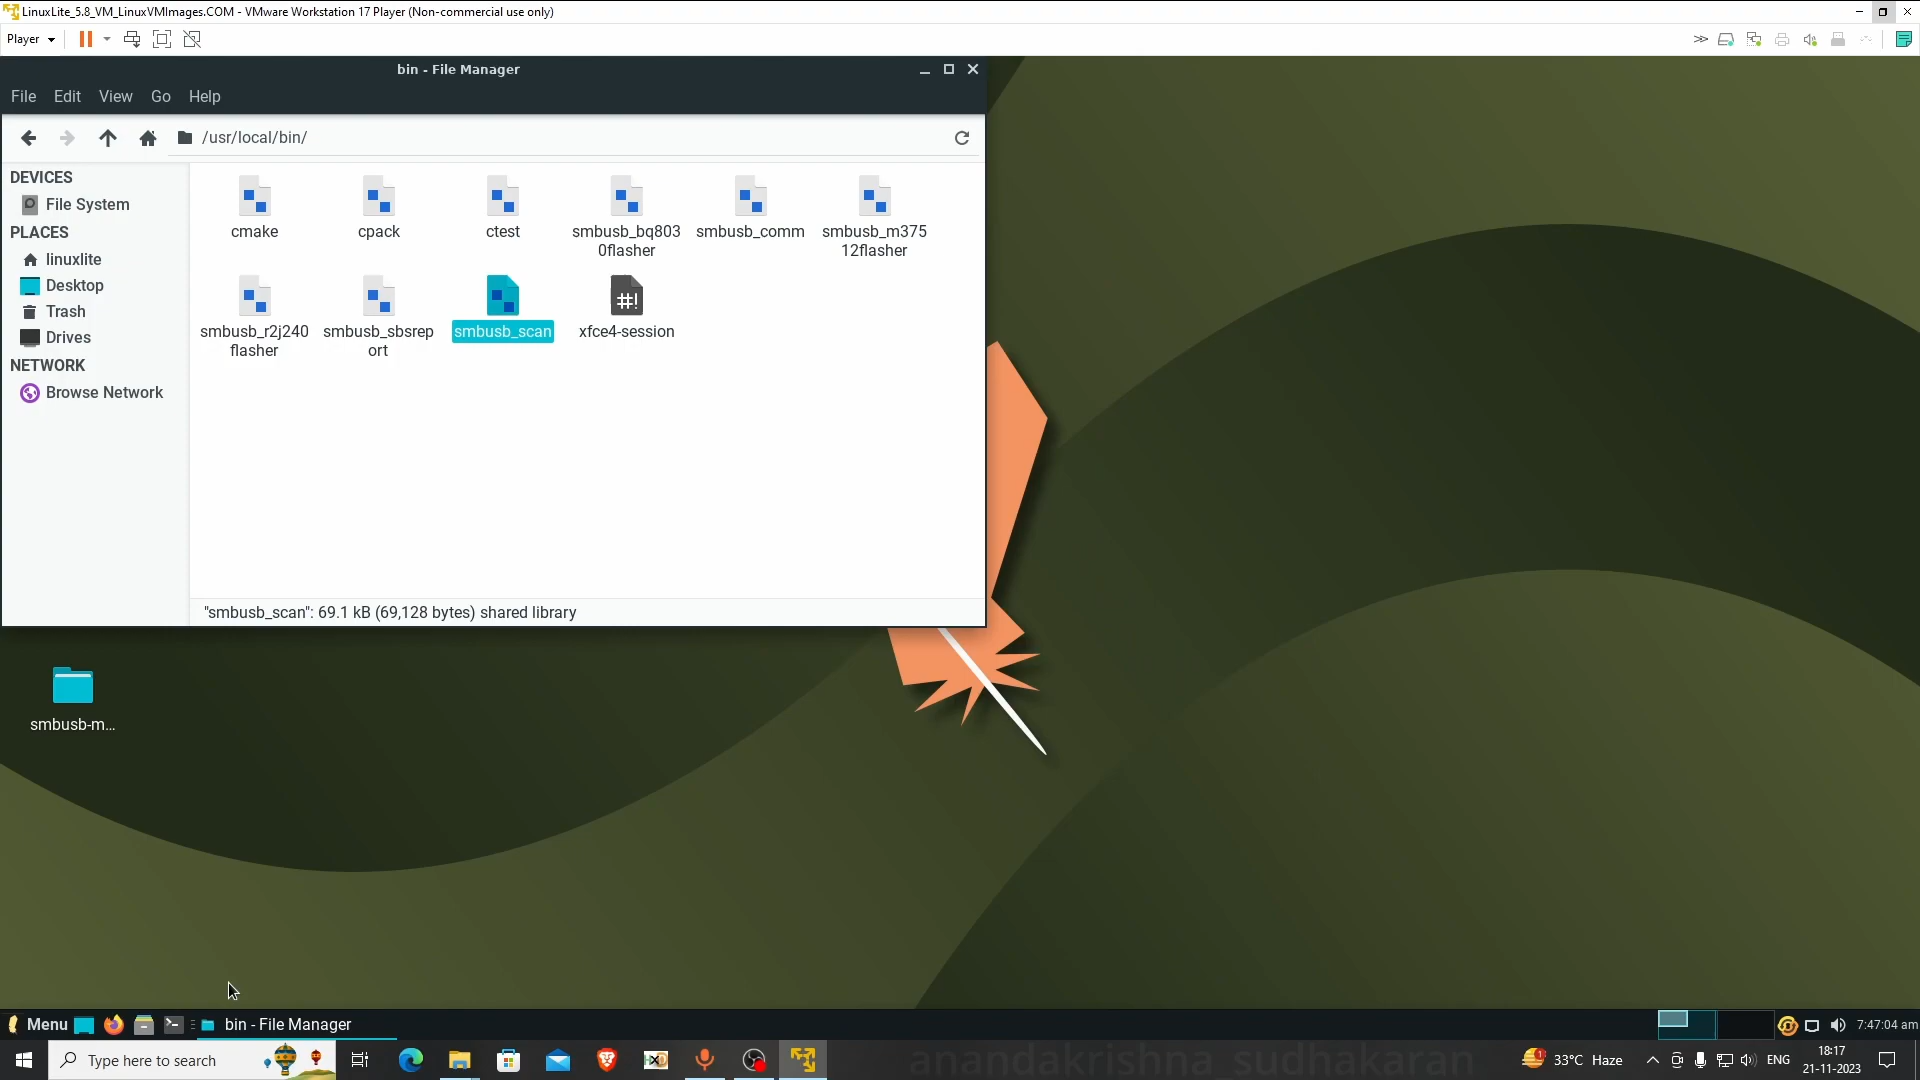 LinuxLite_5.8_VM_LinuxVMImages.COM - VMware Workstation 17 Player (Non-commercial use only)
Player
bin - File Manager
File Edit View Go Help
/usr/local/bin/
DEVICES
File System
PLACES
linuxlite
Desktop
Trash
Drives
NETWORK
Browse Network
cmake
cpack
ctest
smbusb_bq803
0flasher
smbusb_comm
smbusb_m375
12flasher
smbusb_r2j240
flasher
smbusb_sbsrep
ort
smbusb_scan
#!
xfce4-session
"smbusb_scan": 69.1 kB (69,128 bytes) shared library
smbusb-m...
Menu
bin - File Manager
7:47:04 am
Type here to search
anandakrishna sudhakaran
1
33°C Haze
ENG
18:17
21-11-2023